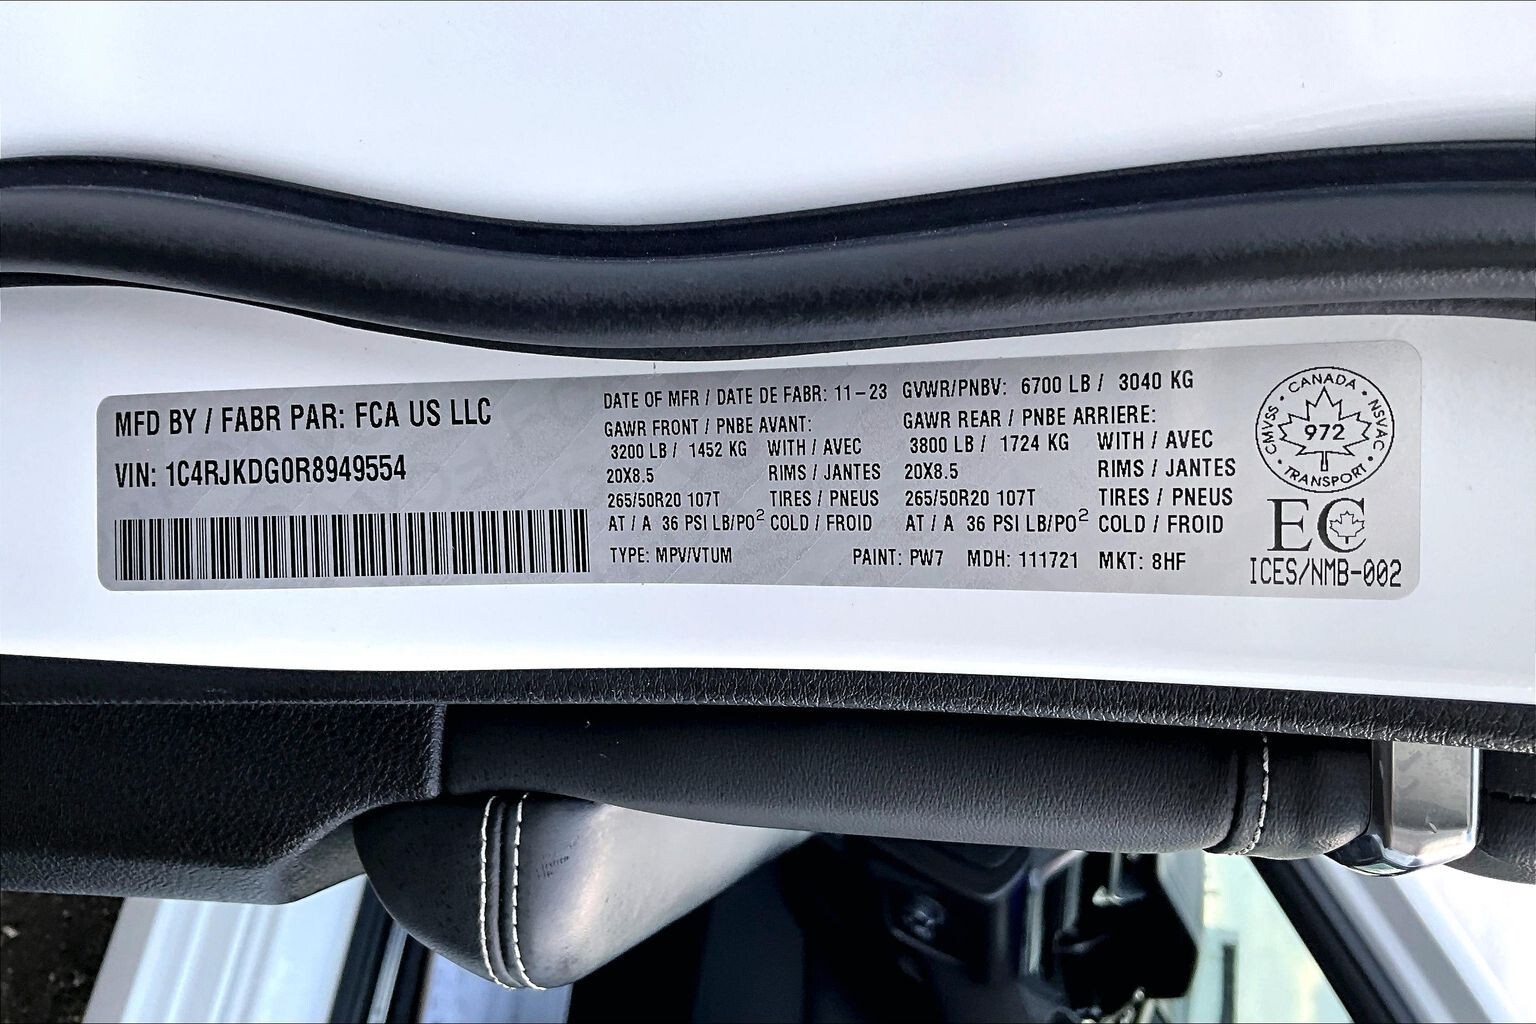 MFD BY / FABR PAR: FCA US LLC
VIN: 1C4RJKDG0R8949554
DATE OF MFR / DATE DE FABR: 11-23 GVWR/PNBV: 6700 LB / 3040 KG
GAWR FRONT / PNBE AVANT: GAWR REAR / PNBE ARRIERE:
3200 LB / 1452 KG WITH / AVEC 3800 LB / 1724 KG WITH / AVEC
20X8.5 RIMS / JANTES 20X8.5 RIMS / JANTES
265/50R20 107T TIRES / PNEUS 265/50R20 107T TIRES / PNEUS
AT / A 36 PSI LB/PO² COLD / FROID AT / A 36 PSI LB/PO² COLD / FROID
TYPE: MPV/VTUM PAINT: PW7 MDH: 111721 MKT: 8HF
CANADA
CMVSS 972 NSVAC
TRANSPORT
EC
ICES/NMB-002